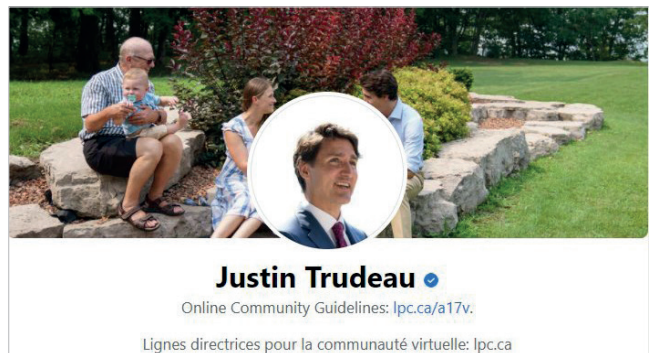 Justin Trudeau
Online Community Guidelines: lpc.ca/a17v.
Lignes directrices pour la communauté virtuelle: lpc.ca